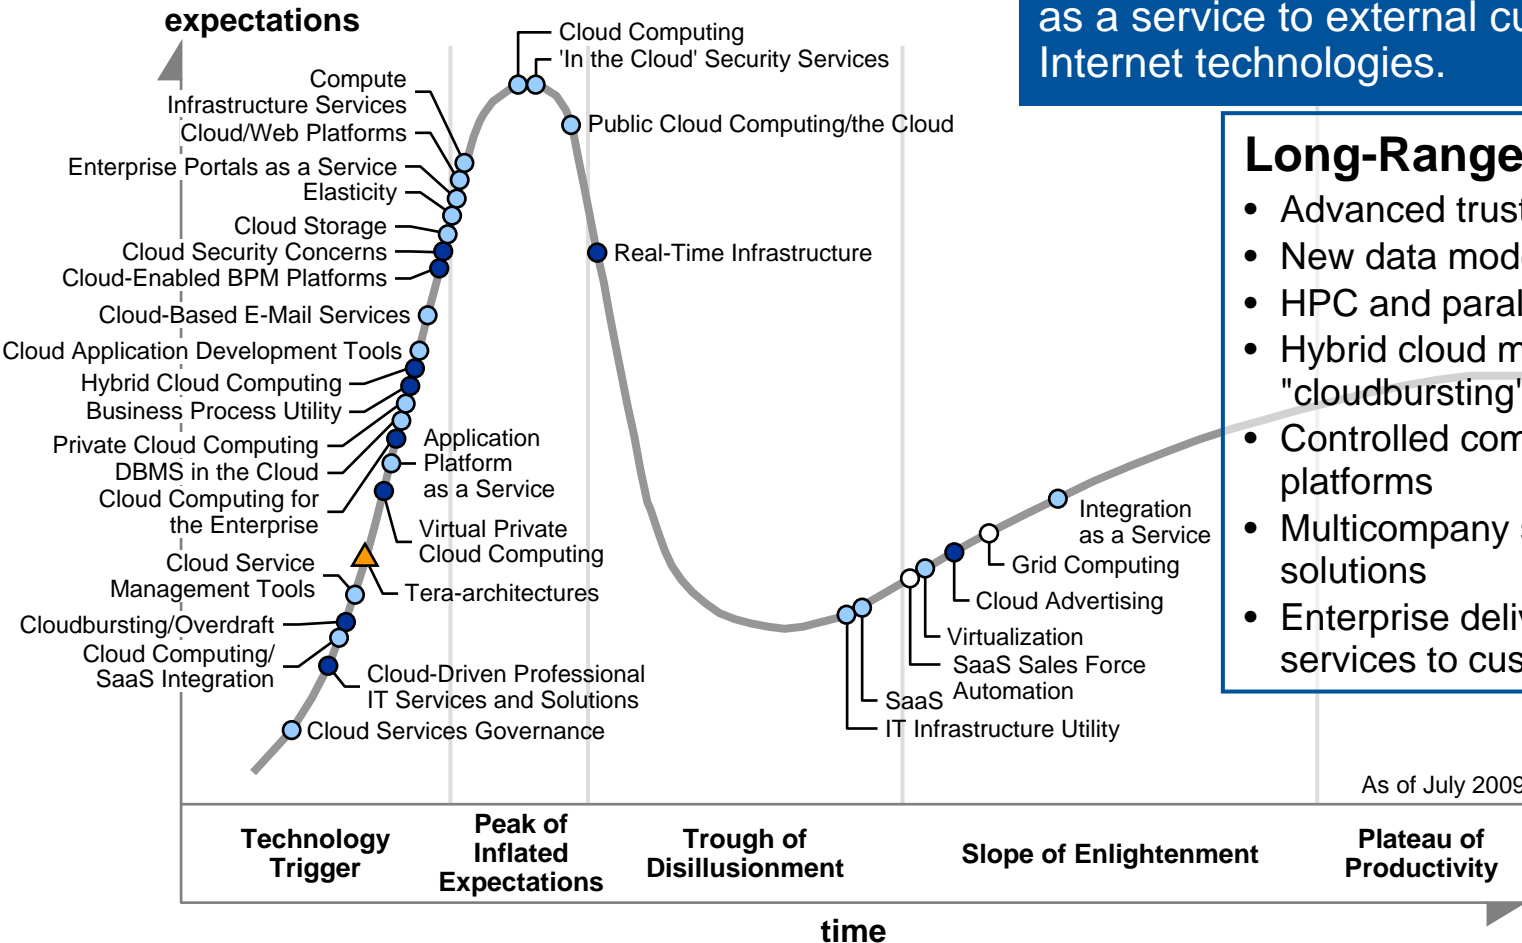 expectations
as a service to external
Internet technologies.
Cloud Computing
'In the Cloud' Security Services
Compute
Infrastructure Services
Cloud/Web Platforms
Public Cloud Computing/the Cloud
Enterprise Portals as a Service
Elasticity
Cloud Storage
Cloud Security Concerns
Cloud-Enabled BPM Platforms
Real-Time Infrastructure
Cloud-Based E-Mail Services
Cloud Application Development Tools
Hybrid Cloud Computing
Business Process Utility
Private Cloud Computing
DBMS in the Cloud
Cloud Computing for
the Enterprise
Application
Platform
as a Service
Virtual Private
Cloud Computing
Cloud Service
Management Tools
Tera-architectures
Cloudbursting/Overdraft
Cloud Computing/
SaaS Integration
Cloud-Driven Professional
IT Services and Solutions
Cloud Services Governance
Integration
as a Service
Grid Computing
Cloud Advertising
Virtualization
SaaS Sales Force
Automation
SaaS
IT Infrastructure Utility
Long-Range
• Advanced trust
• New data
• HPC and
• Hybrid cloud
"cloudbursting"
• Controlled
platforms
• Multicompany
solutions
• Enterprise
services to
As of July 2009
Technology
Trigger
Peak of
Inflated
Expectations
Trough of
Disillusionment
Slope of Enlightenment
Plateau of
Productivity
time